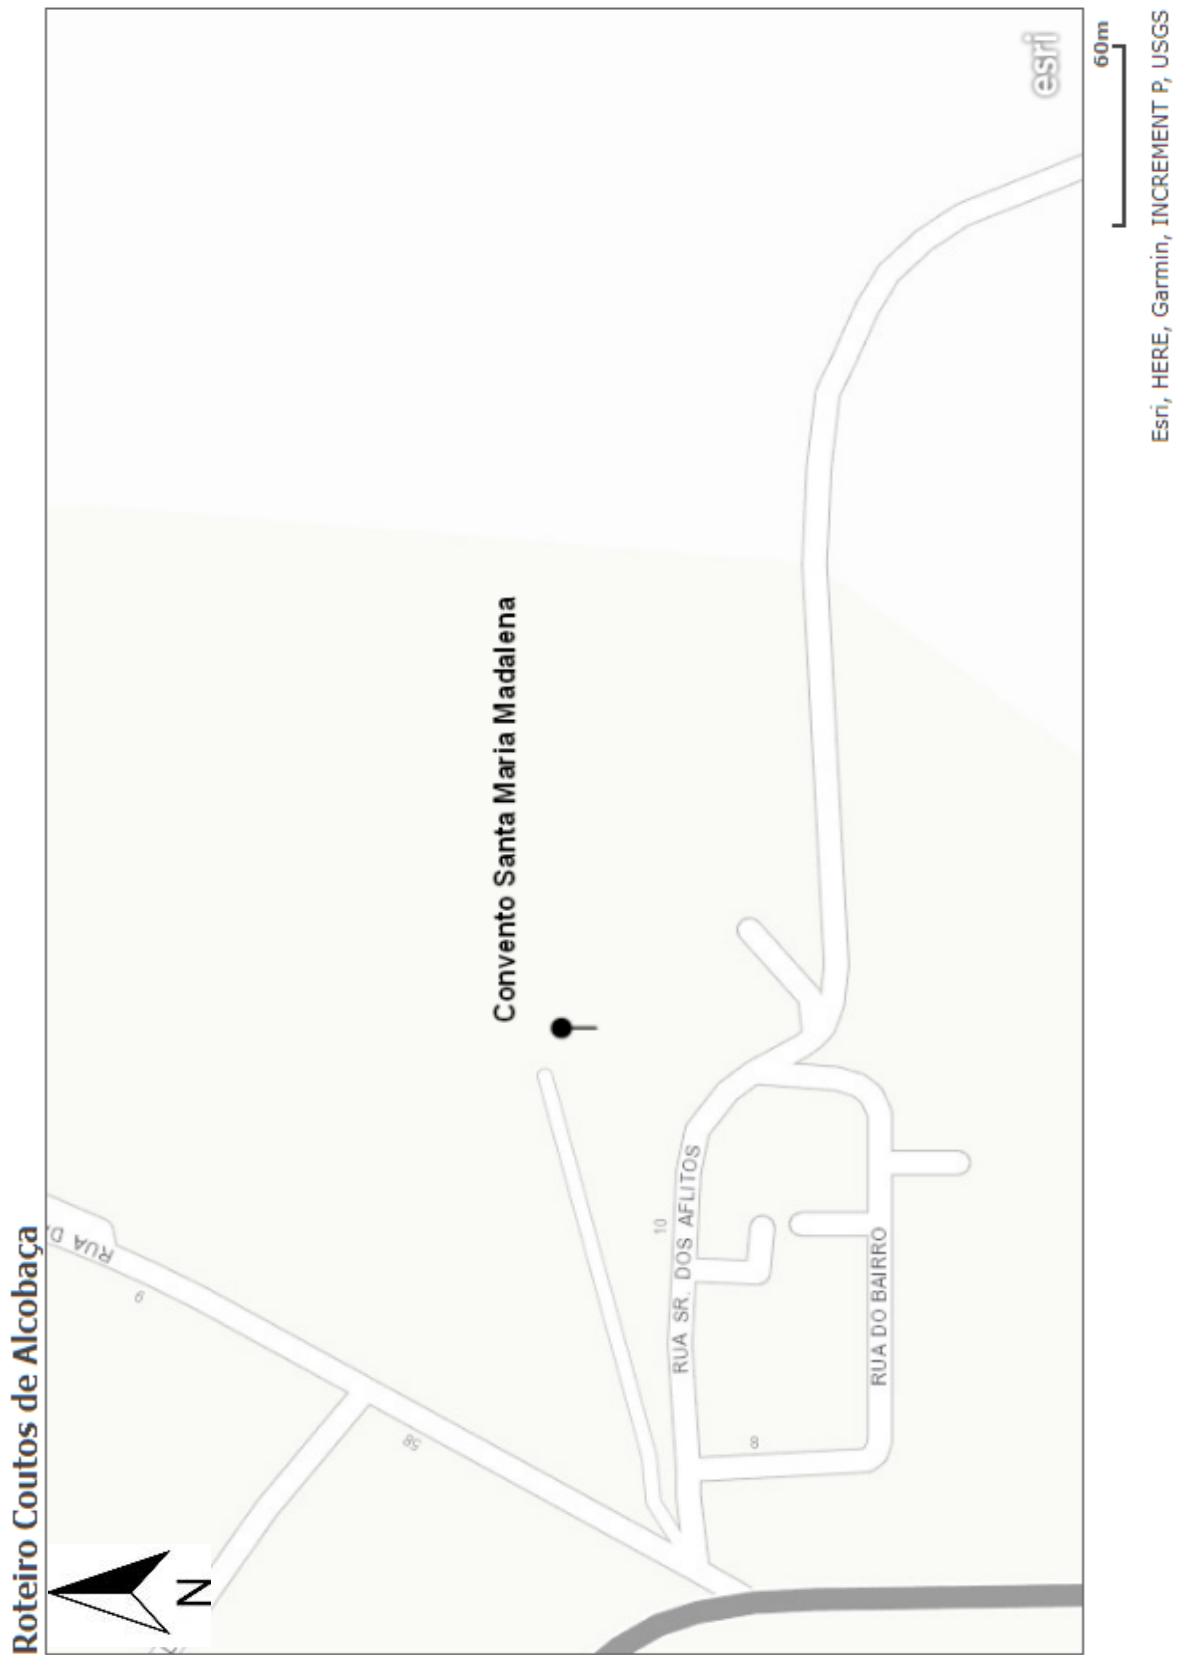 Roteiro Coutos de Alcobaça
N
RUA D
9
58
Convento Santa Maria Madalena
10
RUA SR. DOS AFLITOS
8
RUA DO BAIRRO
esri
60m
Esri, HERE, Garmin, INCREMENT P, USGS